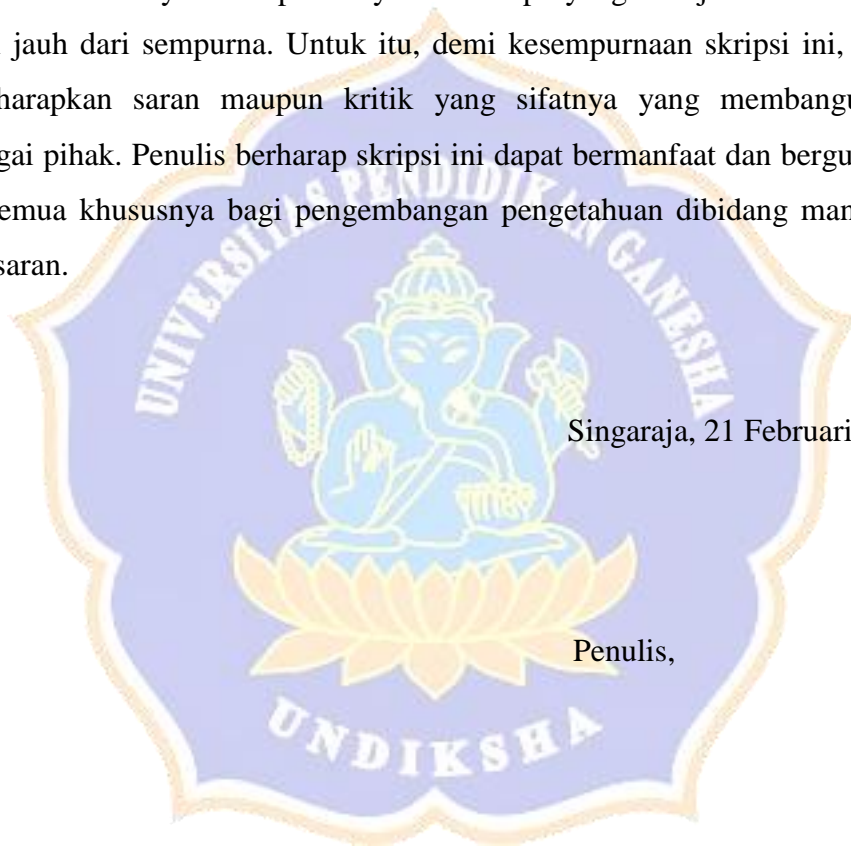 jauh dari sempurna. Untuk itu, demi kesempurnaan skripsi ini,
harapkan saran maupun kritik yang sifatnya yang membangu
gai pihak. Penulis berharap skripsi ini dapat bermanfaat dan bergu
emua khususnya bagi pengembangan pengetahuan dibidang man
saran.
UNIVERSITAS PENDIDIKAN GANESHA
Singaraja, 21 Februari
Penulis,
UNDIKSHA